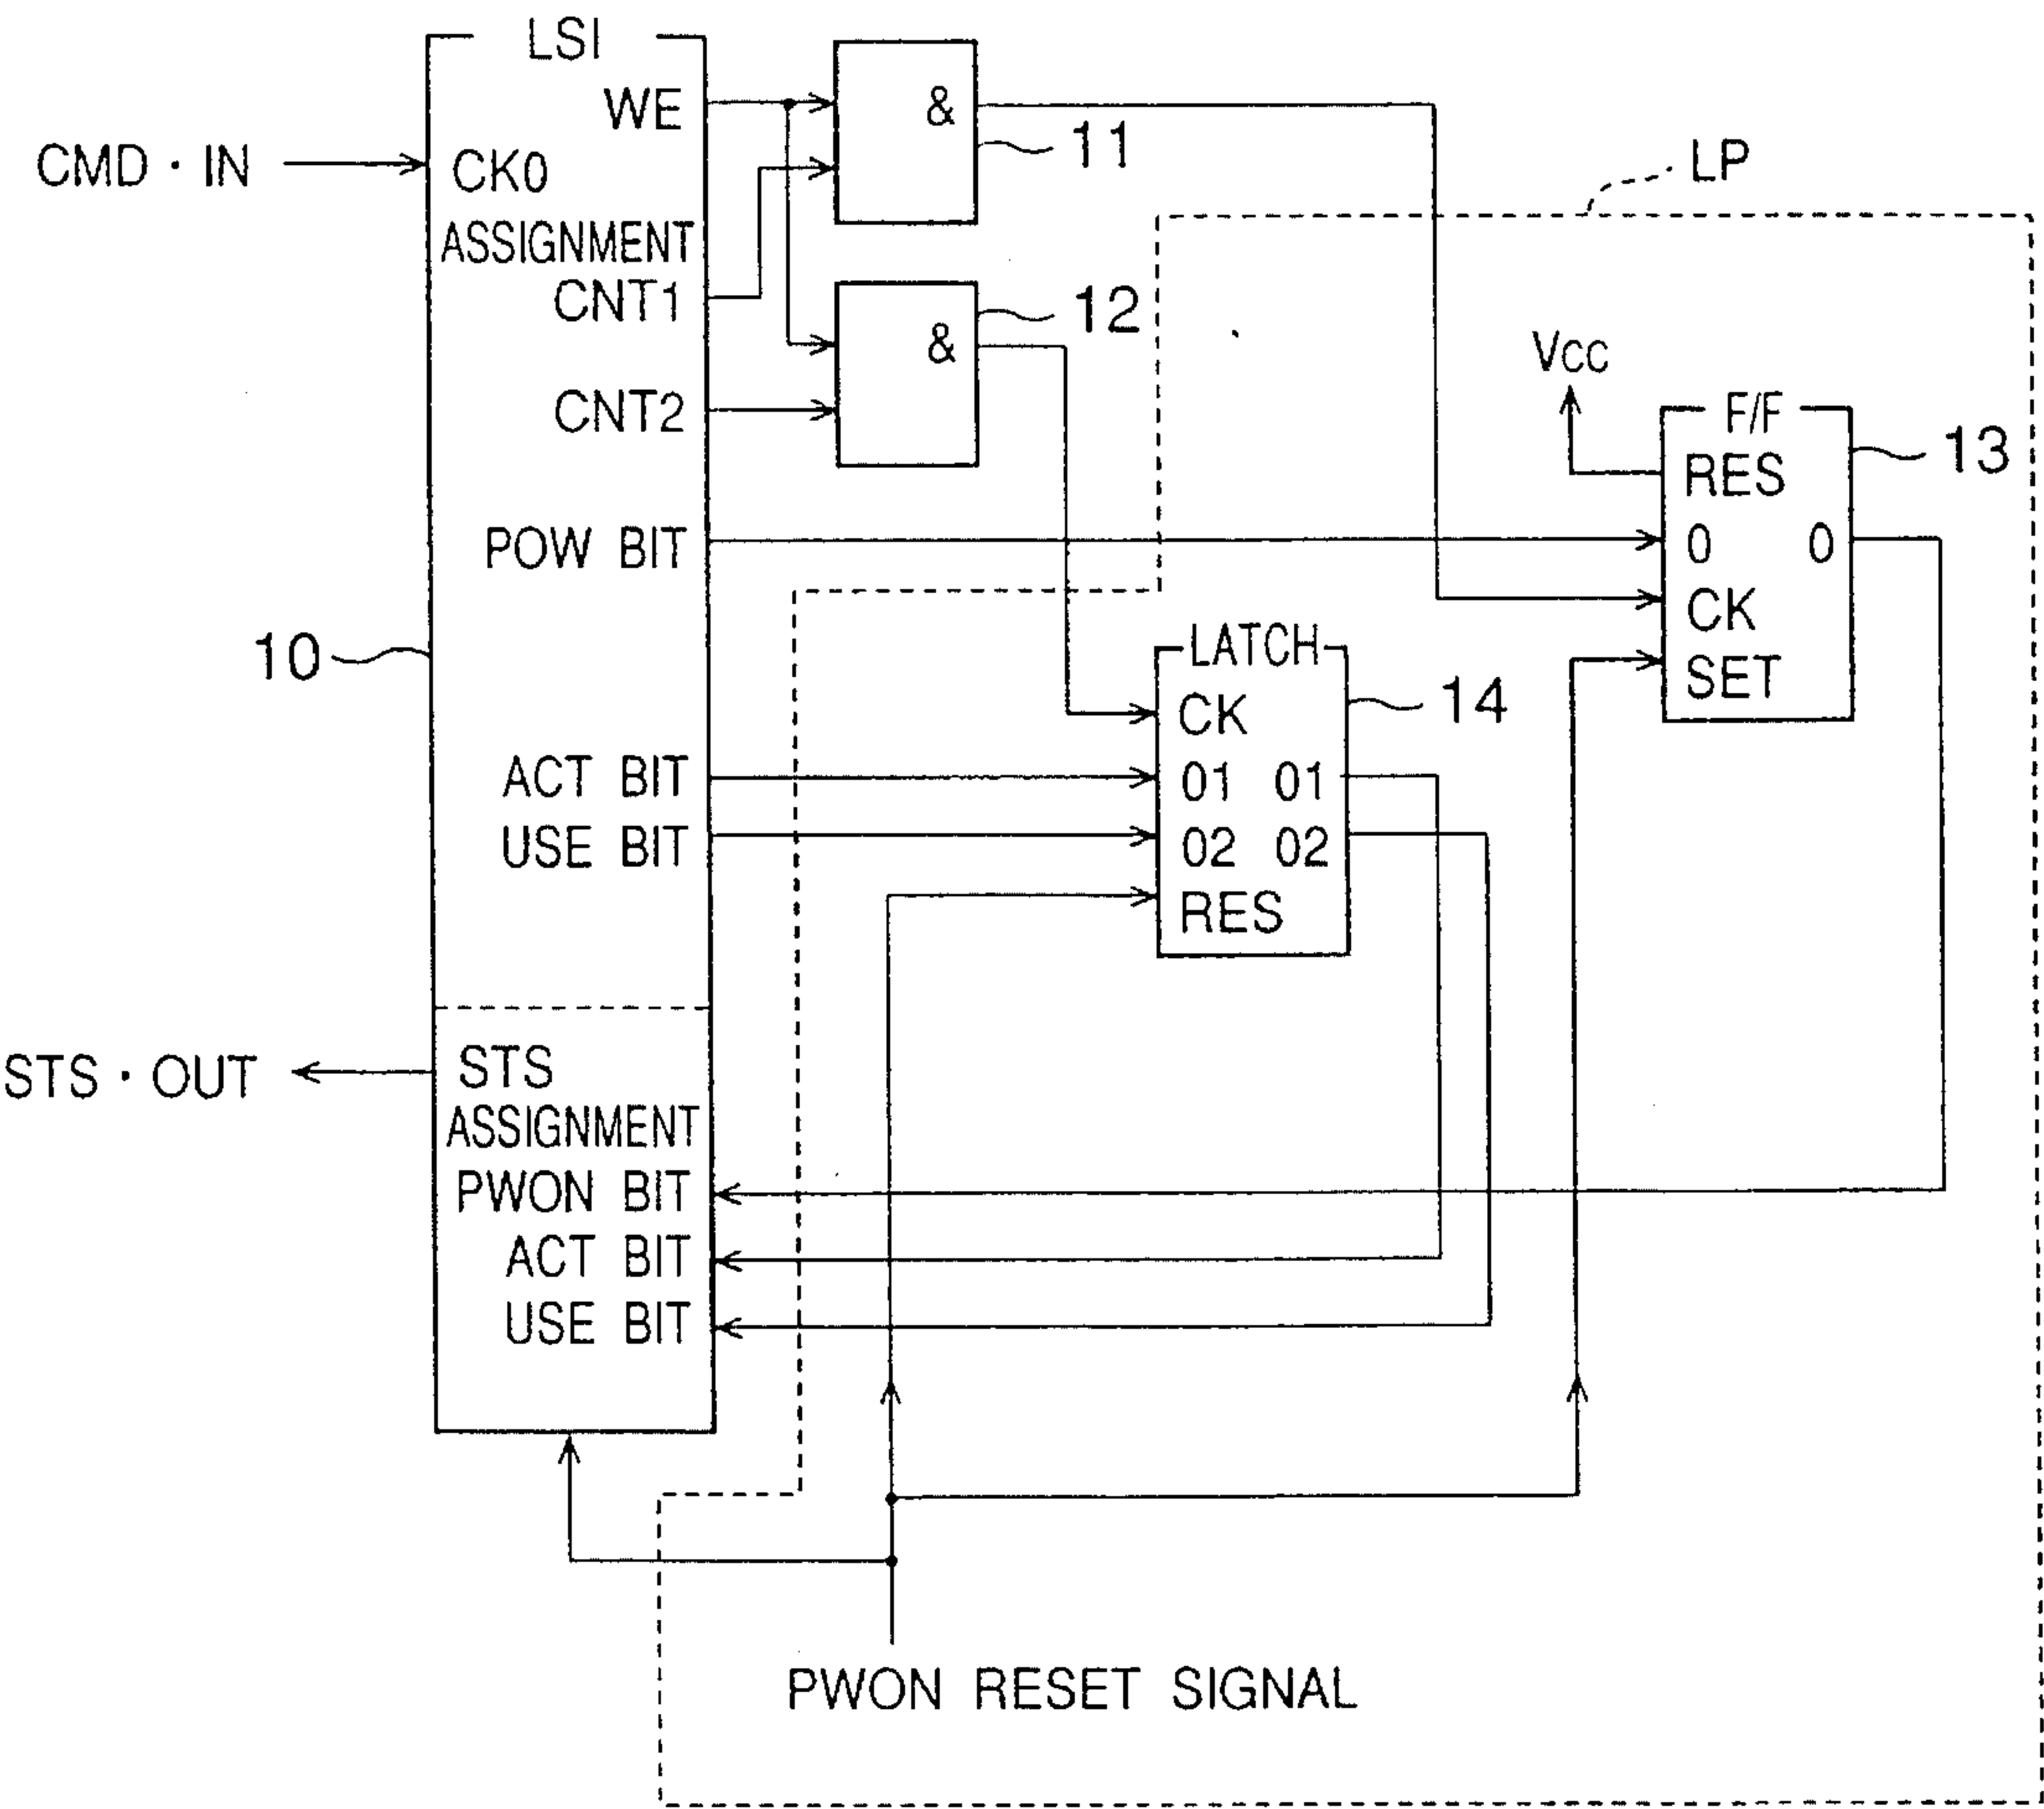 LSI
WE
&
11
CMD・IN
CK0
LP
ASSIGNMENT
CNT1
12
&
Vcc
CNT2
F/F
13
RES
POW BIT
0 0
CK
10
LATCH
SET
14
CK
ACT BIT
01 01
USE BIT
02 02
RES
STS・OUT
STS
ASSIGNMENT
PWON BIT
ACT BIT
USE BIT
PWON RESET SIGNAL